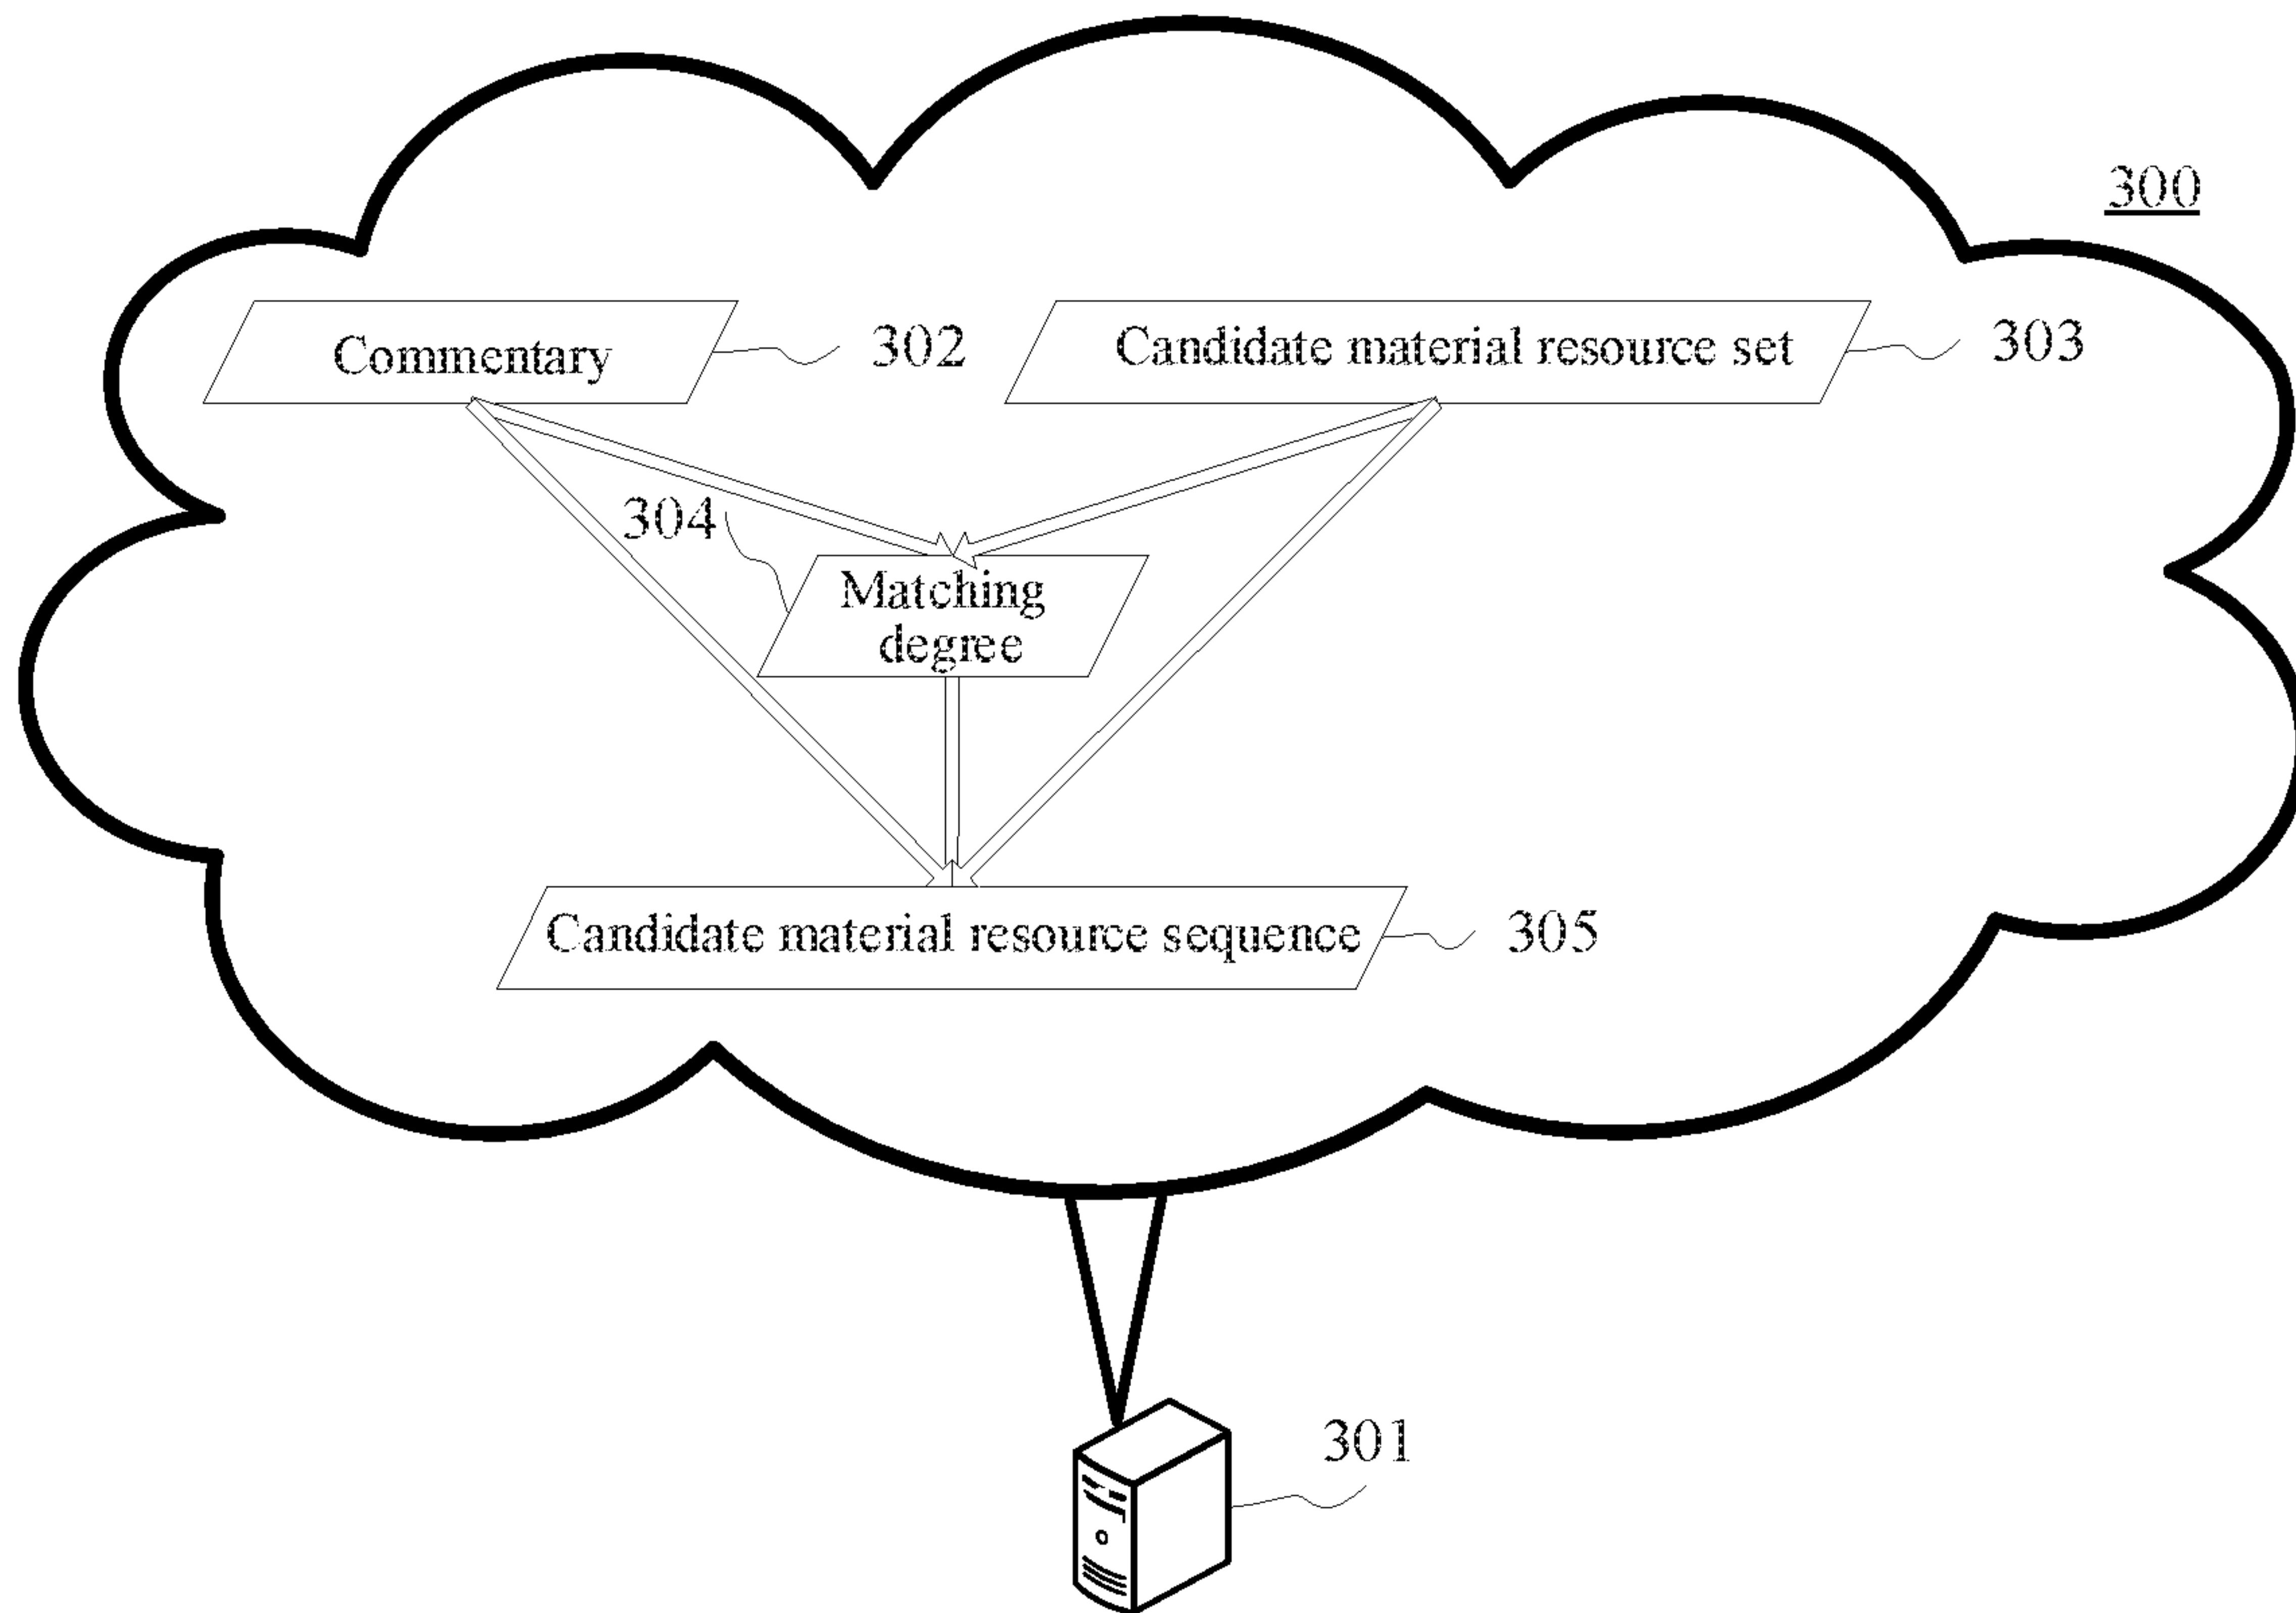 300
Commentary
302
Candidate material resource set
303
304
Matching
degree
Candidate material resource sequence
305
301